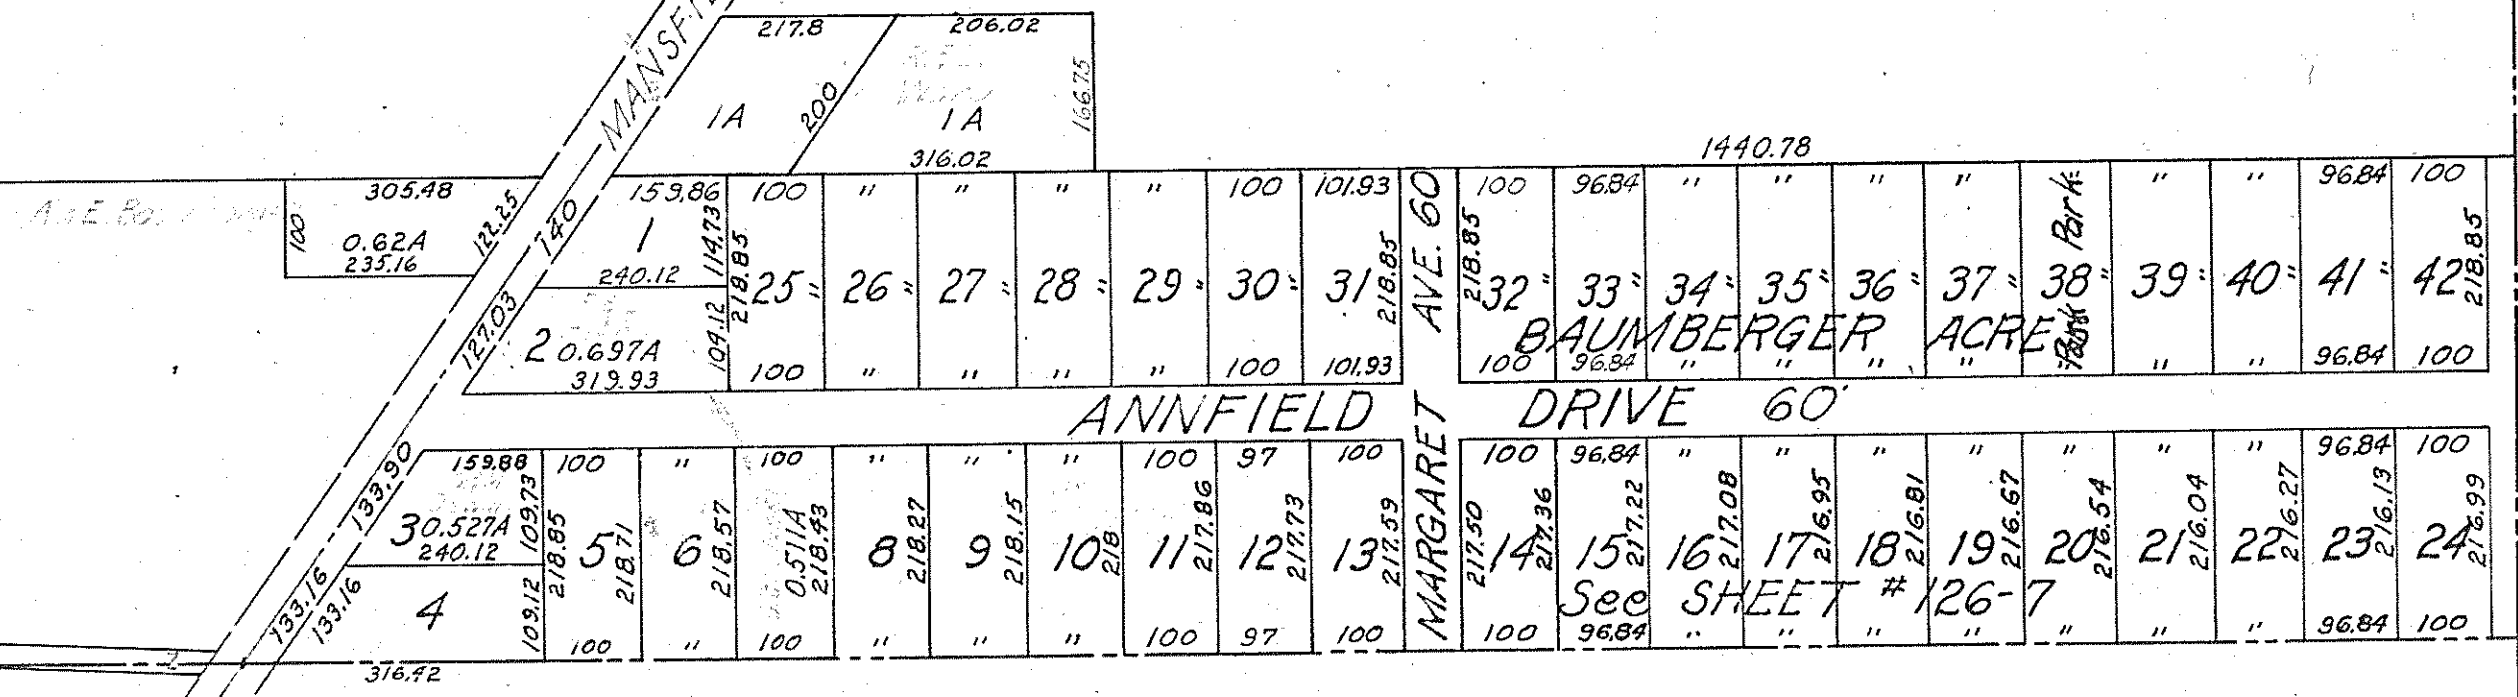 MANSFI
217.8
206.02
1A
200
1A
166.75
316.02
1440.78
305.48
100
0.62A
235.16
122.25
140
127.03
159.86
1
240.12
114.73
2
0.697A
319.93
104.12
100 " " " " 100 101.93
218.85
25 " 26 " 27 " 28 " 29 " 30 " 31
218.85
100 " " " " 100 101.93
AVE. 60
100 96.84 " " " " " " 96.84 100
218.85
32 " 33 " 34 " 35 " 36 " 37 " 38 " 39 " 40 " 41 " 42
218.85
Park
BAUMBERGER ACRE
100 96.84 " " " " " " 96.84 100
ANNFIELD DRIVE 60'
MARGARET
133.90
159.88
3
0.527A
240.12
109.73
133.16
133.16
4
109.12
316.42
100 " 100 " " " 100 97 100
218.85
5 218.71
6 218.57
0.511A
218.43
8 218.27
9 218.15
10 218
11 217.86
12 217.73
13 217.59
100 " 100 " " " 100 97 100
100 96.84 " " " " " " " 96.84 100
217.50
14 217.36
15 217.22
16 217.08
17 216.95
18 216.81
19 216.67
20 216.54
21 216.04
22 216.27
23 216.13
24 216.99
See SHEET # 126-7
100 96.84 " " " " " " " 96.84 100